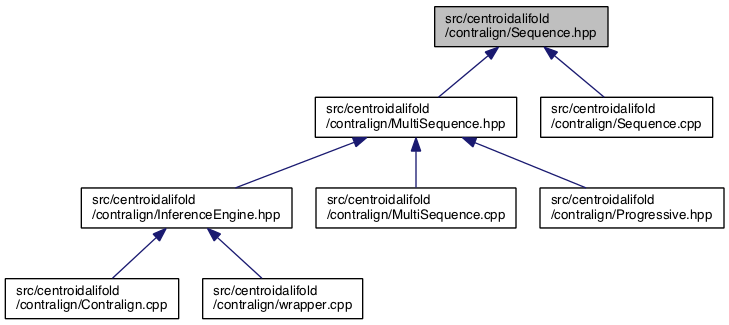 src/centroidalifold
/contralign/Sequence.hpp
src/centroidalifold
/contralign/MultiSequence.hpp
src/centroidalifold
/contralign/Sequence.cpp
src/centroidalifold
/contralign/InferenceEngine.hpp
src/centroidalifold
/contralign/MultiSequence.cpp
src/centroidalifold
/contralign/Progressive.hpp
src/centroidalifold
/contralign/Contralign.cpp
src/centroidalifold
/contralign/wrapper.cpp